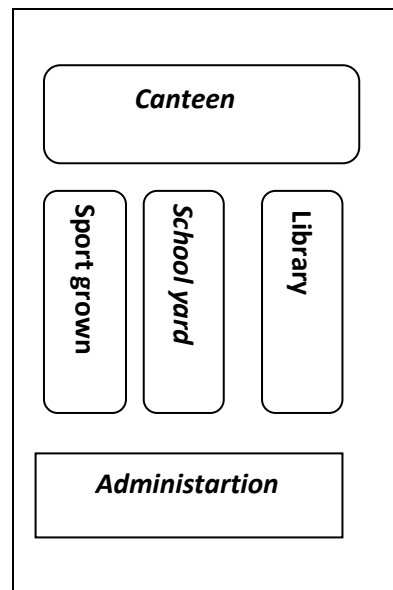 Canteen
Sport grown
School yard
Library
Administartion